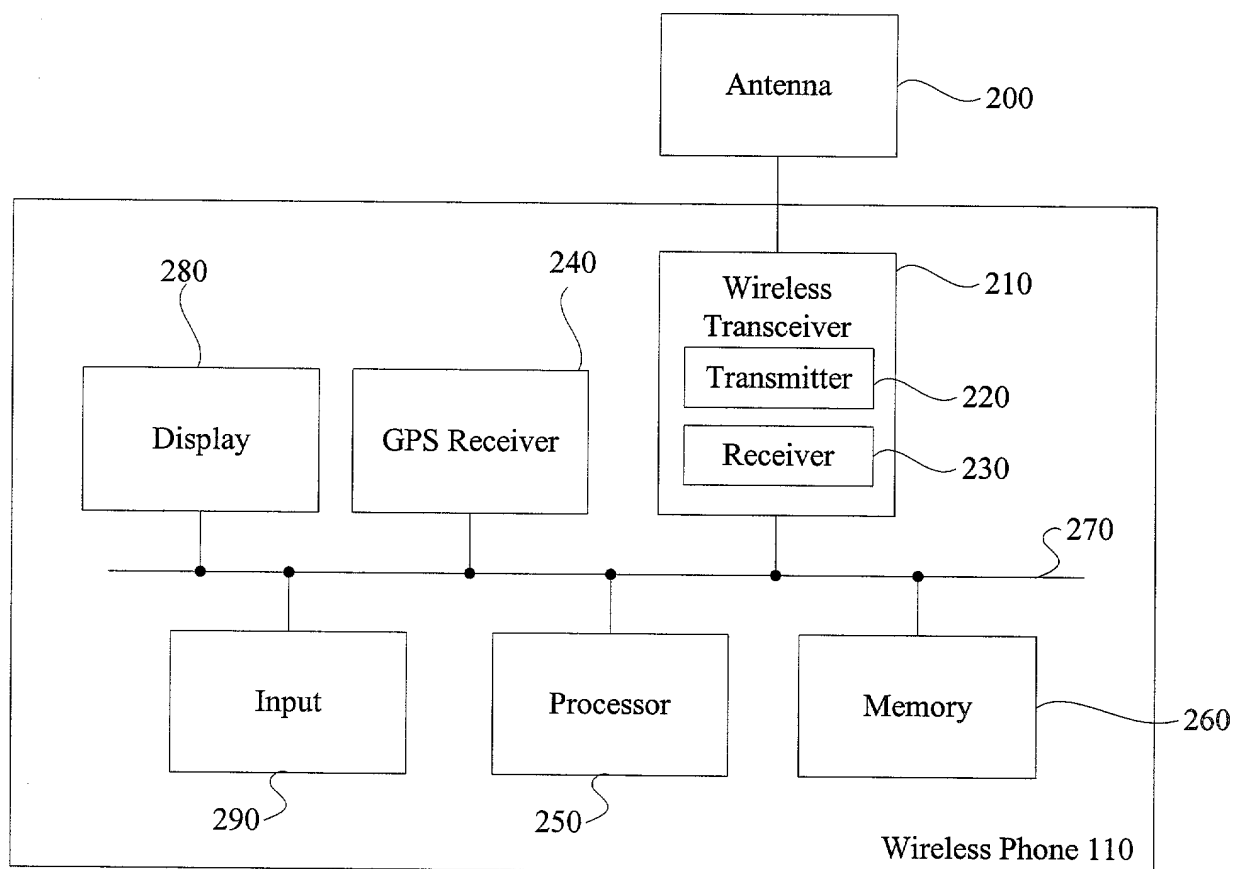 Antenna
200
280
240
Wireless
Transceiver
210
Transmitter
220
Display
GPS Receiver
Receiver
230
270
Input
Processor
Memory
260
290
250
Wireless Phone 110